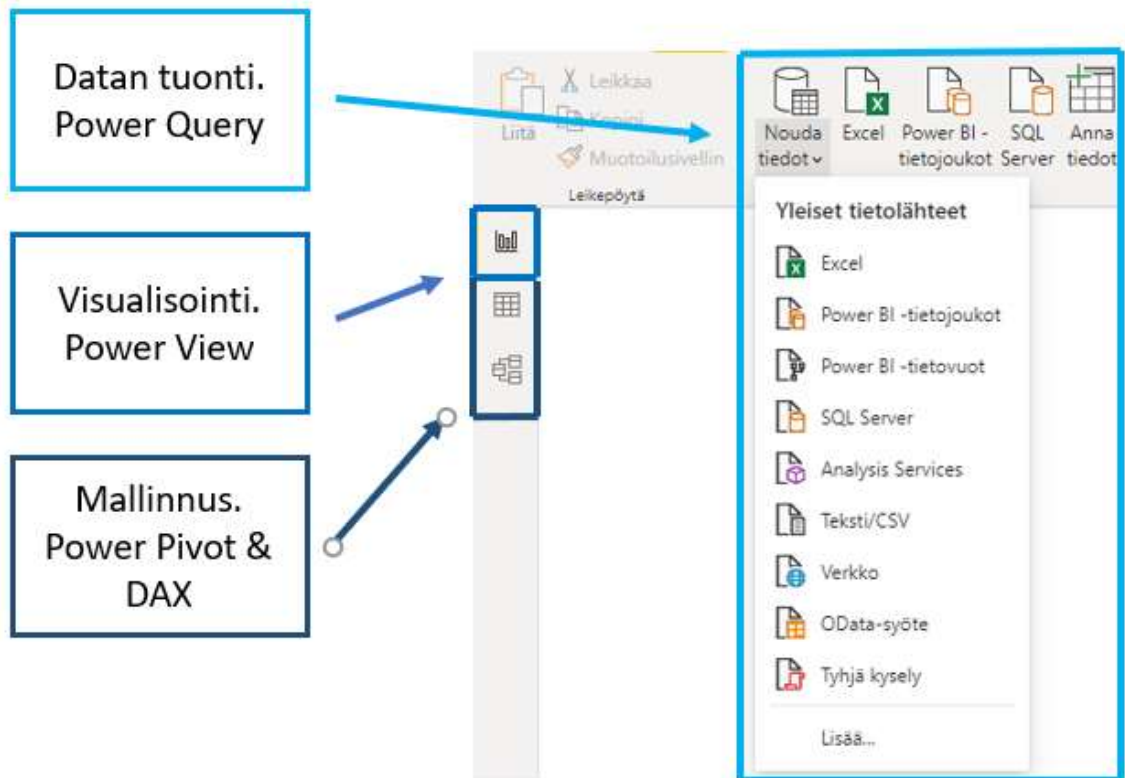 Datan tuonti.
Power Query
Visualisointi.
Power View
Mallinnus.
Power Pivot &
DAX
Liitä
Leikkaa
Kopioi
Muotoilusivellin
Leikepöytä
Nouda
tiedot
Excel
Power BI -
tietojoukot
SQL
Server
Anna
tiedot
Yleiset tietolähteet
Excel
Power BI -tietojoukot
Power BI -tietovuot
SQL Server
Analysis Services
Teksti/CSV
Verkko
OData-syöte
Tyhjä kysely
Lisää...